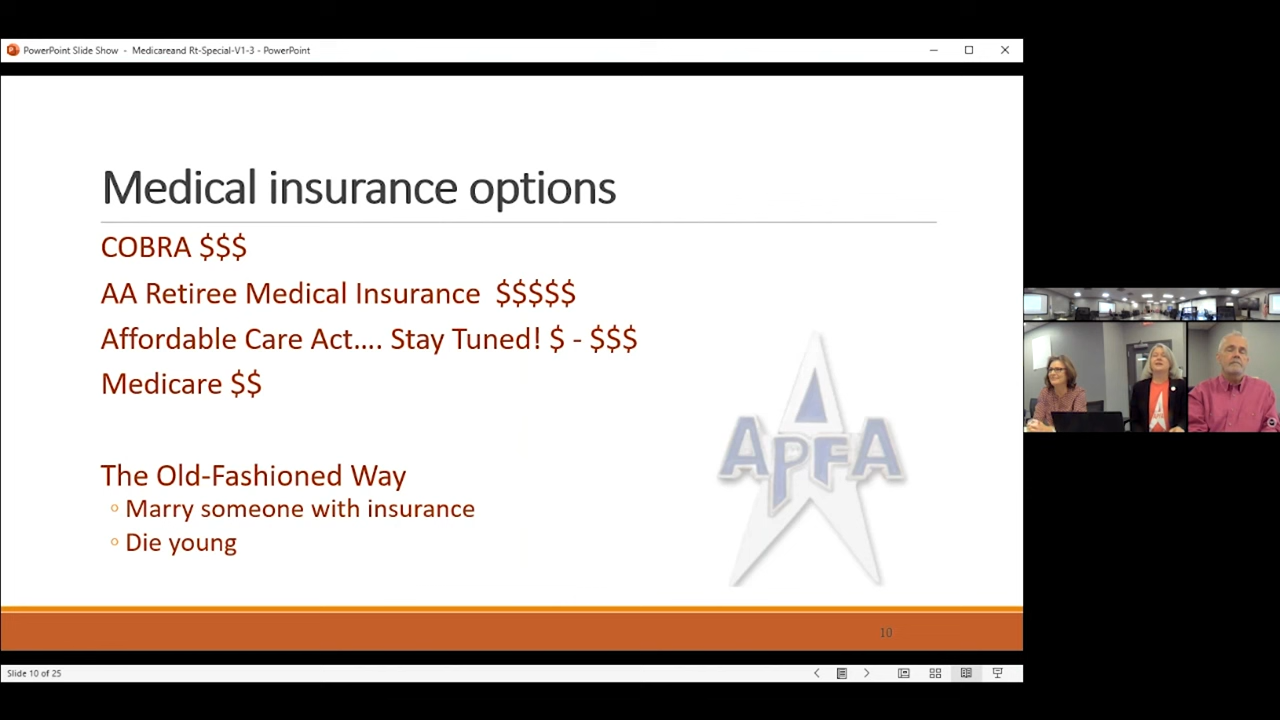 PowerPoint Slide Show - Medicareand Rt-Special-V1-3 - PowerPoint
Medical insurance options
COBRA $$$
AA Retiree Medical Insurance $$$$$
Affordable Care Act.... Stay Tuned! $ - $$$
Medicare $$
The Old-Fashioned Way
◦ Marry someone with insurance
◦ Die young
APFA
10
Slide 10 of 25